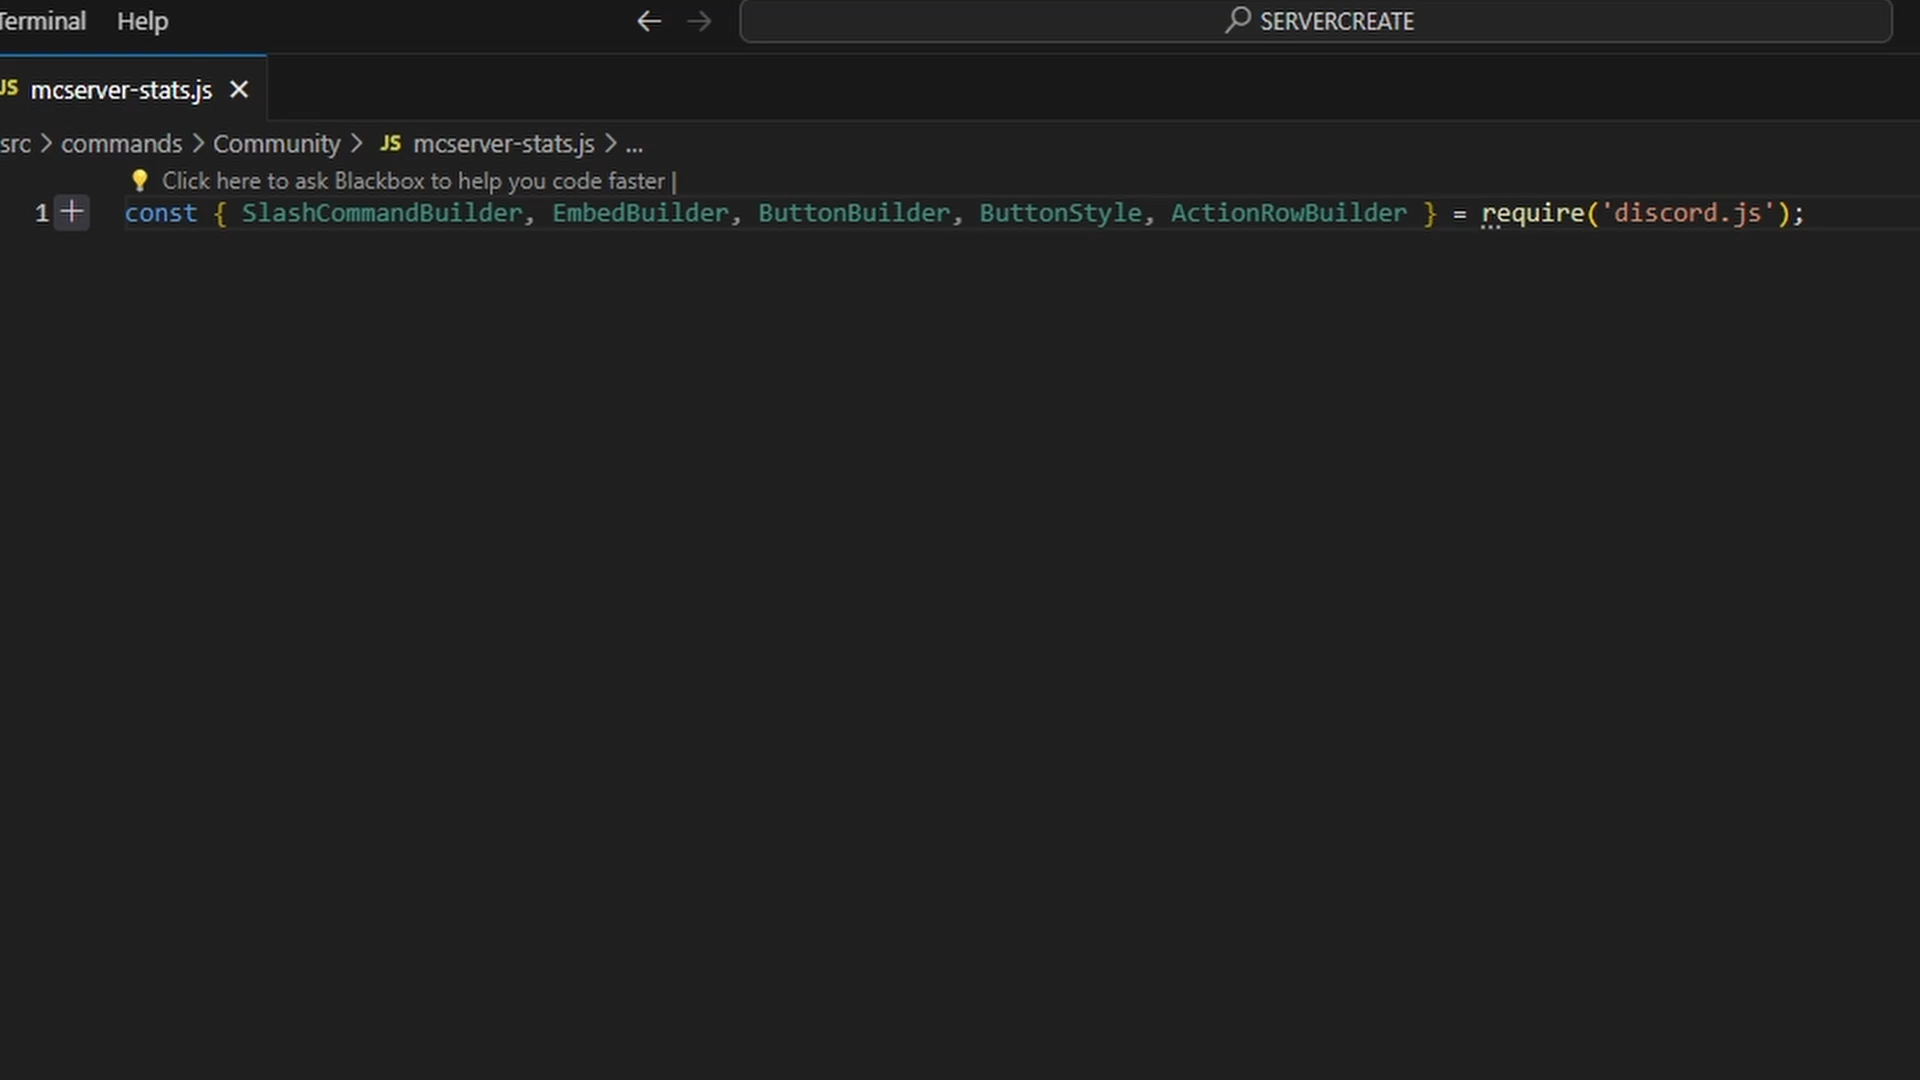 Terminal Help SERVERCREATE
JS mcserver-stats.js
src > commands > Community > JS mcserver-stats.js > ...
Click here to ask Blackbox to help you code faster |
1 const { SlashCommandBuilder, EmbedBuilder, ButtonBuilder, ButtonStyle, ActionRowBuilder } = require('discord.js');